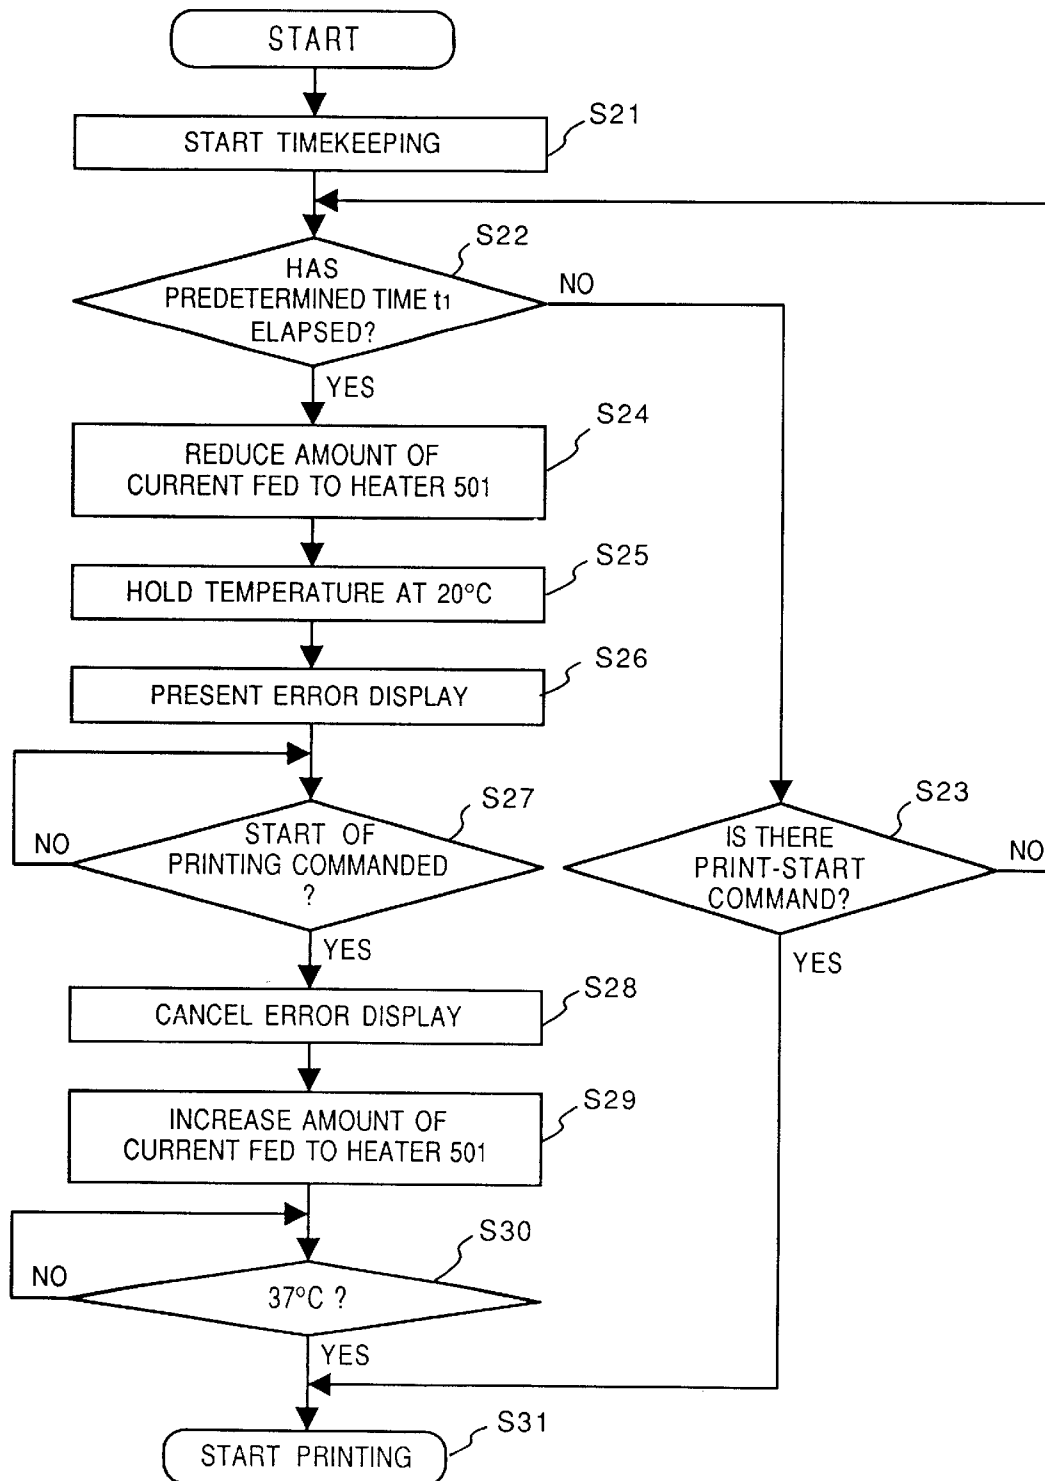 START
S21
START TIMEKEEPING
S22
HAS
PREDETERMINED TIME t1
ELAPSED?
NO
YES
S24
REDUCE AMOUNT OF
CURRENT FED TO HEATER 501
S25
HOLD TEMPERATURE AT 20°C
S26
PRESENT ERROR DISPLAY
S27
START OF
PRINTING COMMANDED
?
NO
YES
S23
IS THERE
PRINT-START
COMMAND?
NO
YES
S28
CANCEL ERROR DISPLAY
S29
INCREASE AMOUNT OF
CURRENT FED TO HEATER 501
S30
37°C ?
NO
YES
S31
START PRINTING